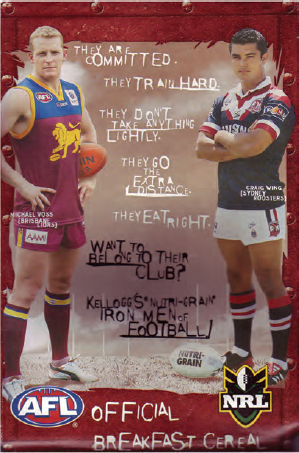 THEY ARE
COMMITTED.
THEY TRAIN HARD.
THEY DON'T
TAKE ANYTHING
LIGHTLY.
THEY GO
THE
EXTRA
DISTANCE.
THEY EAT RIGHT.
CRAIG WING
(SYDNEY
ROOSTERS)
MICHAEL VOSS
(BRISBANE
LIONS)
AAMI
WANT TO
BELONG TO THEIR
CLUB?
KELLOGG'S NUTRI-GRAIN
IRON MEN OF
FOOTBALL
NUTRI-
GRAIN
AFL
NRL
OFFICIAL
BREAKFAST CEREAL